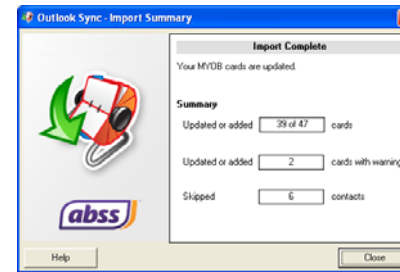 Outlook Sync - Import Summary
Import Complete
Your MYOB cards are updated.
Summary
Updated or added 39 of 47 cards
Updated or added 2 cards with warning
Skipped 6 contacts
abss
Help Close